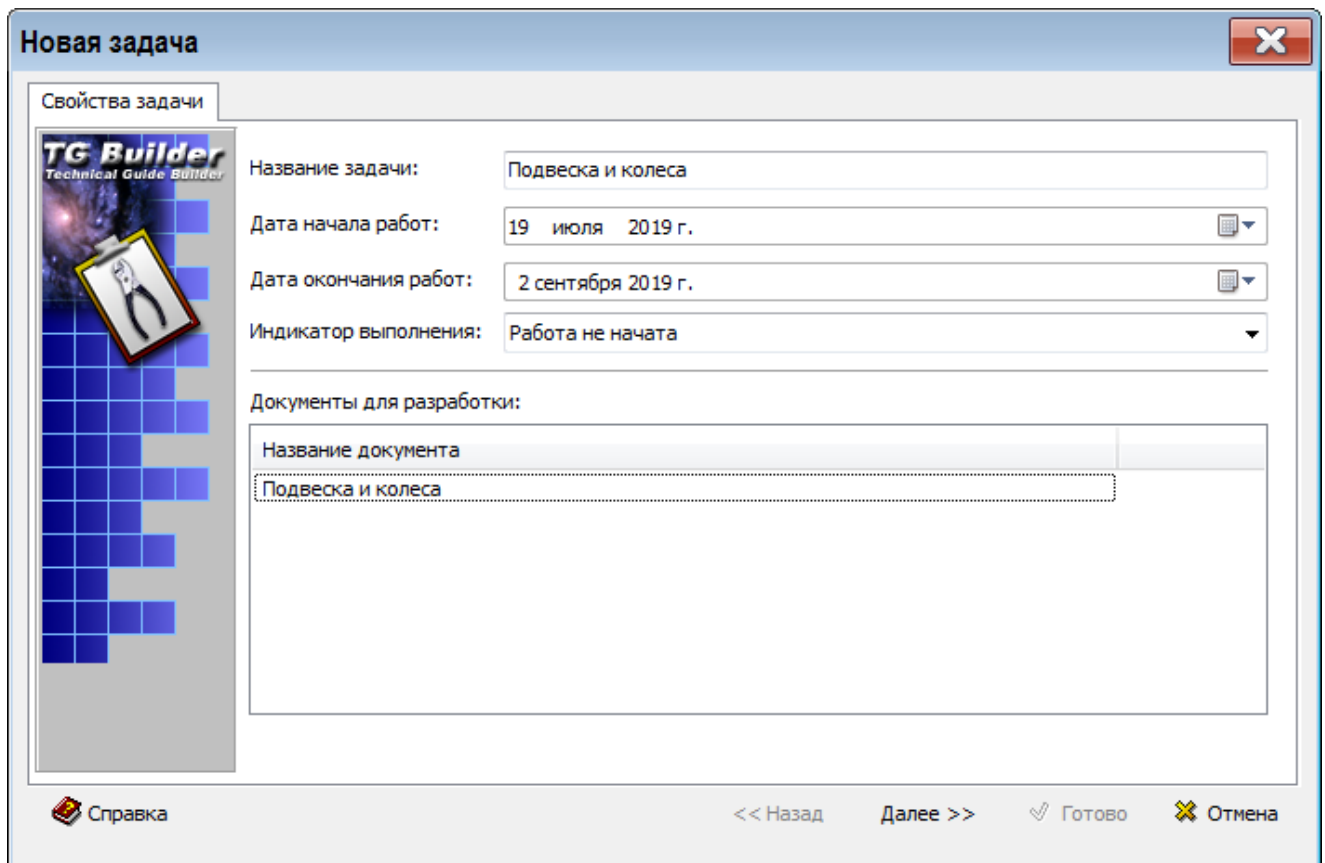 Новая задача
Свойства задачи
TG Builder
Technical Guide Builder
Название задачи: Подвеска и колеса
Дата начала работ: 19 июля 2019 г.
Дата окончания работ: 2 сентября 2019 г.
Индикатор выполнения: Работа не начата
Документы для разработки:
Название документа
Подвеска и колеса
Справка << Назад Далее >> Готово Отмена